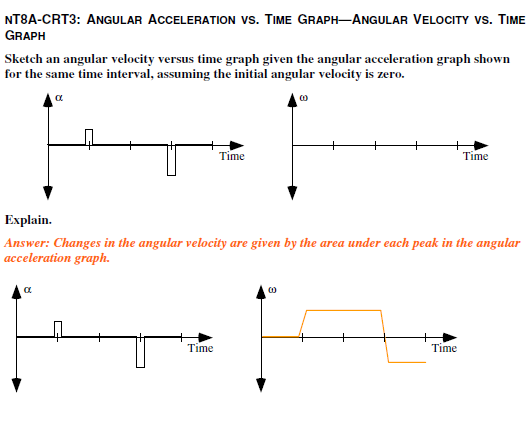 NT8A-CRT3: ANGULAR ACCELERATION VS. TIME GRAPH—ANGULAR VELOCITY VS. TIME
GRAPH
Sketch an angular velocity versus time graph given the angular acceleration graph shown
for the same time interval, assuming the initial angular velocity is zero.
α ω
Time Time
Explain.
Answer: Changes in the angular velocity are given by the area under each peak in the angular
acceleration graph.
α ω
Time Time